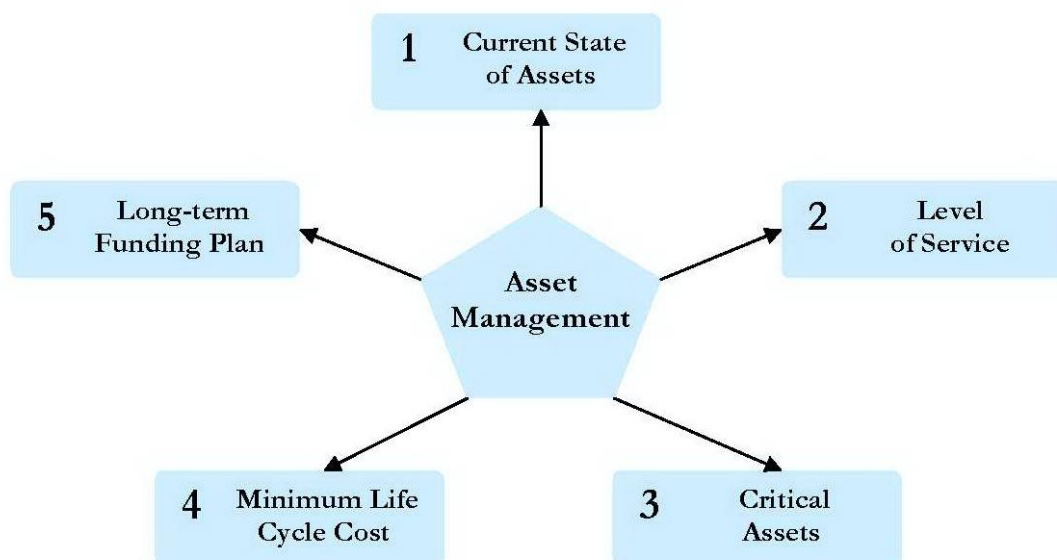 1 Current State
of Assets
5 Long-term
Funding Plan
2 Level
of Service
Asset
Management
4 Minimum Life
Cycle Cost
3 Critical
Assets